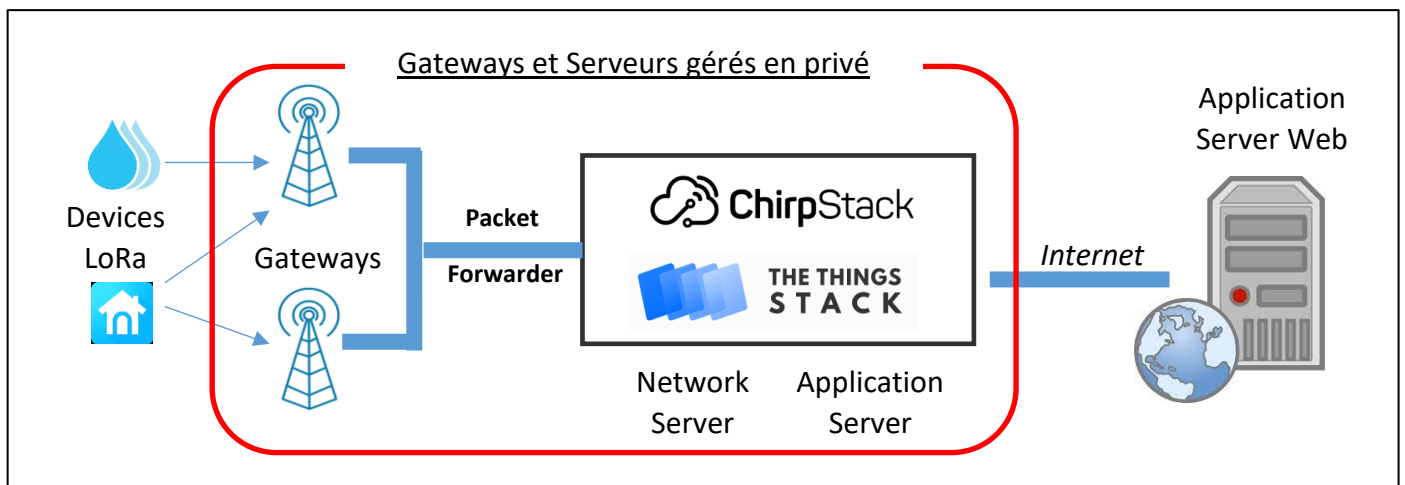 Gateways et Serveurs gérés en privé
Application
Server Web
Devices
LoRa
Gateways
Packet
Forwarder
ChirpStack
THE THINGS
STACK
Internet
Network
Server
Application
Server